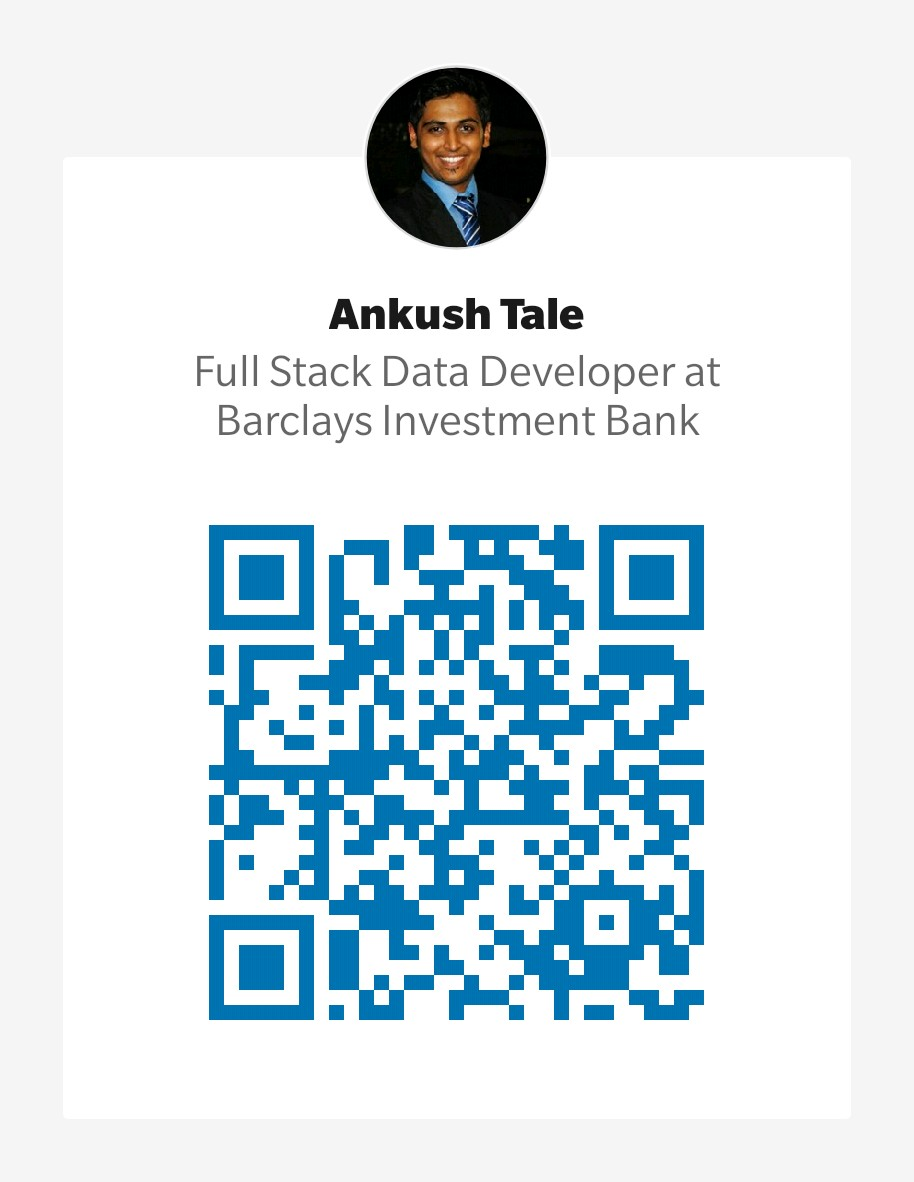 Ankush Tale
Full Stack Data Developer at
Barclays Investment Bank